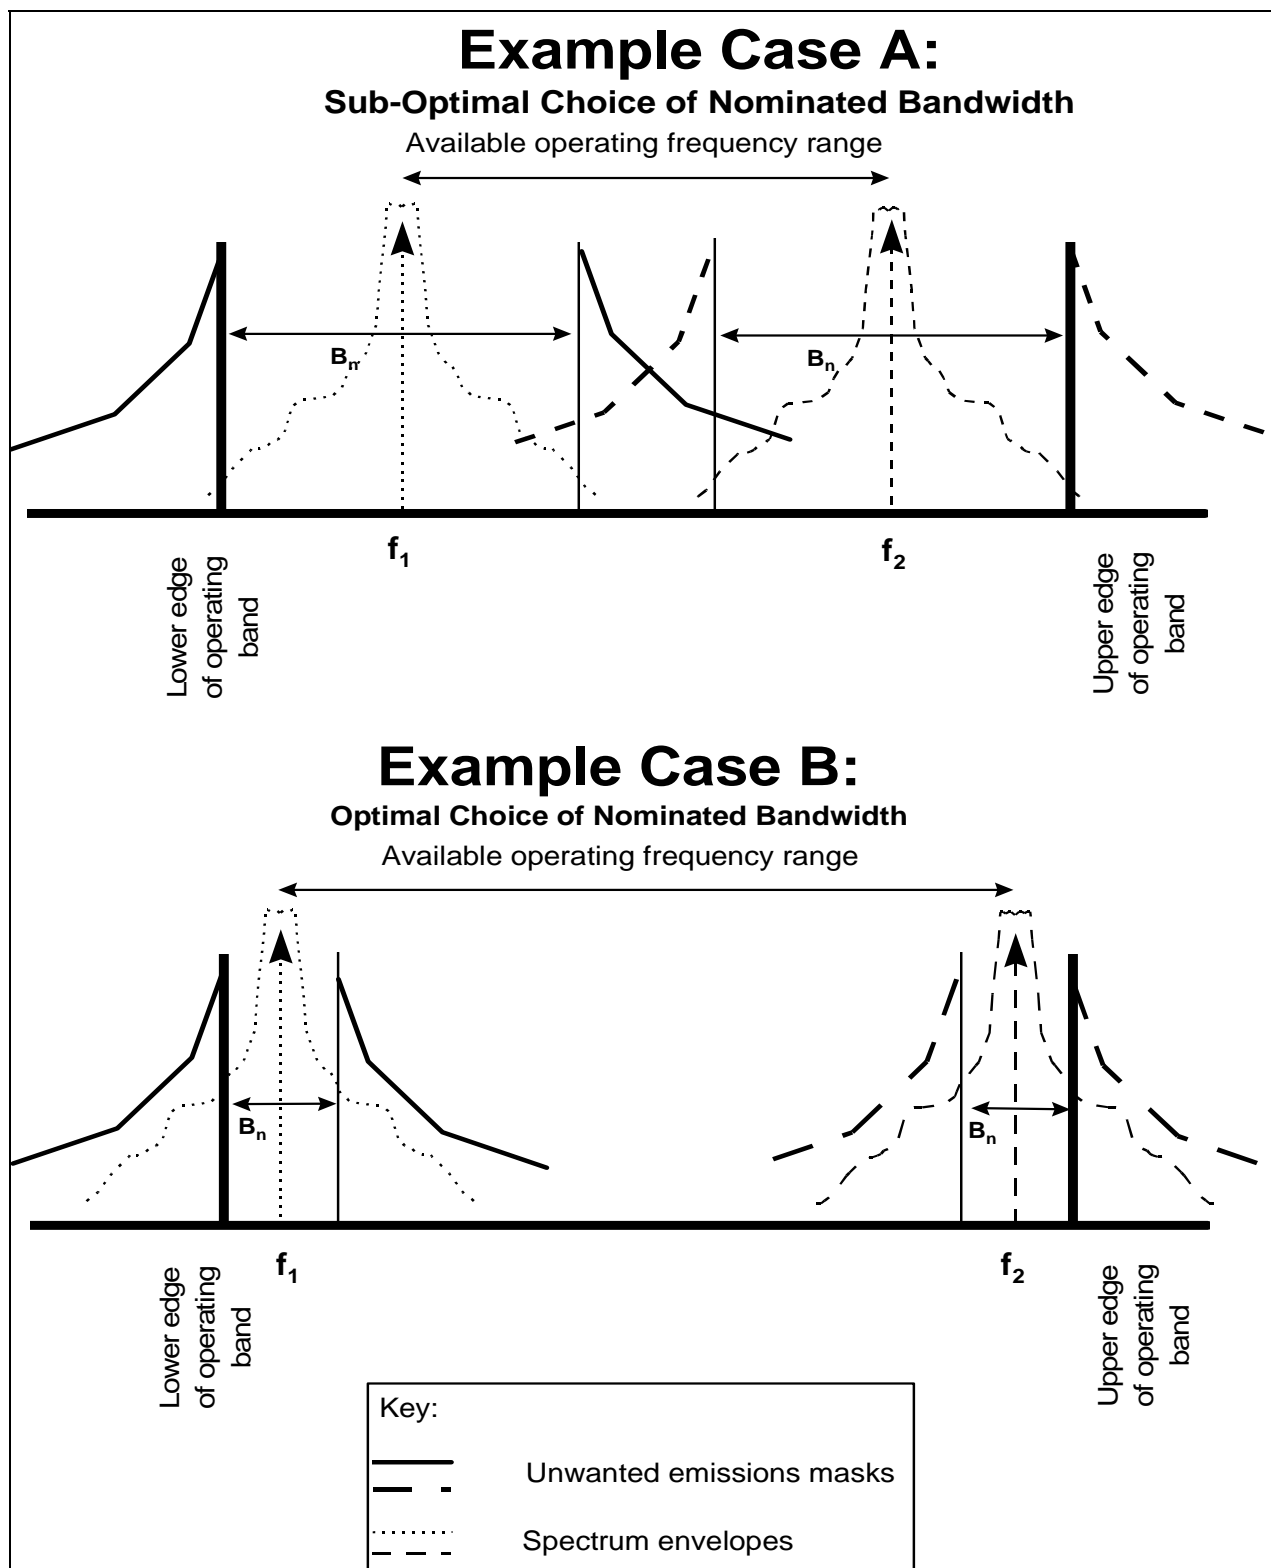 Example Case A:
Sub-Optimal Choice of Nominated Bandwidth
Available operating frequency range
Bn
Bn
f1
f2
Lower edge
of operating
band
Upper edge
of operating
band
Example Case B:
Optimal Choice of Nominated Bandwidth
Available operating frequency range
Bn
Bn
f1
f2
Lower edge
of operating
band
Upper edge
of operating
band
Key:
Unwanted emissions masks
Spectrum envelopes